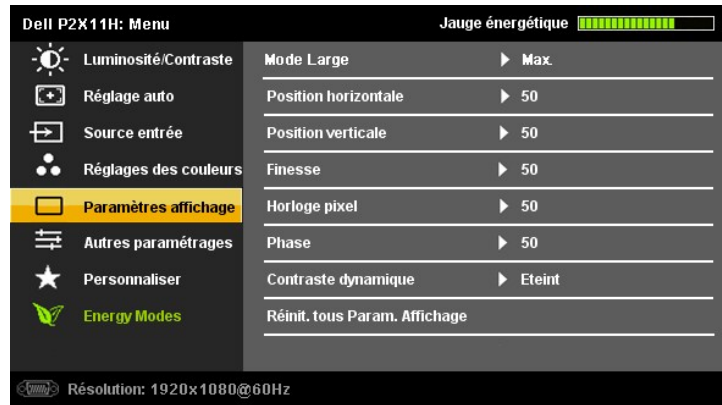 Dell P2X11H: Menu Jauge énergétique
Luminosité/Contraste Mode Large Max.
Réglage auto Position horizontale 50
Source entrée Position verticale 50
Réglages des couleurs Finesse 50
Paramètres affichage Horloge pixel 50
Autres paramétrages Phase 50
Personnaliser Contraste dynamique Eteint
Energy Modes Réinit. tous Param. Affichage
Résolution: 1920x1080@60Hz